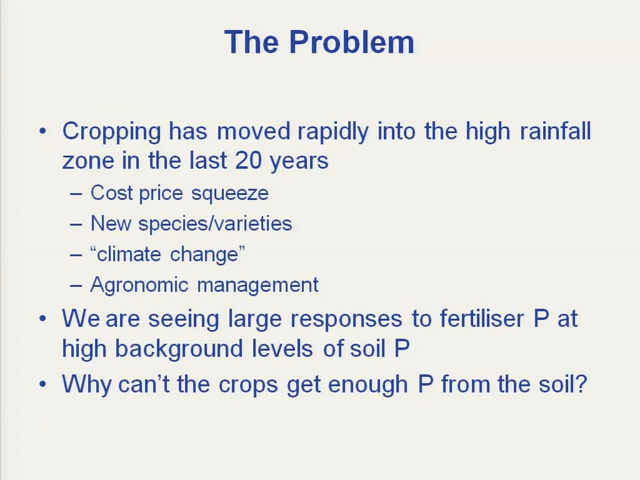 The Problem
• Cropping has moved rapidly into the high rainfall
zone in the last 20 years
– Cost price squeeze
– New species/varieties
– “climate change”
– Agronomic management
• We are seeing large responses to fertiliser P at
high background levels of soil P
• Why can’t the crops get enough P from the soil?